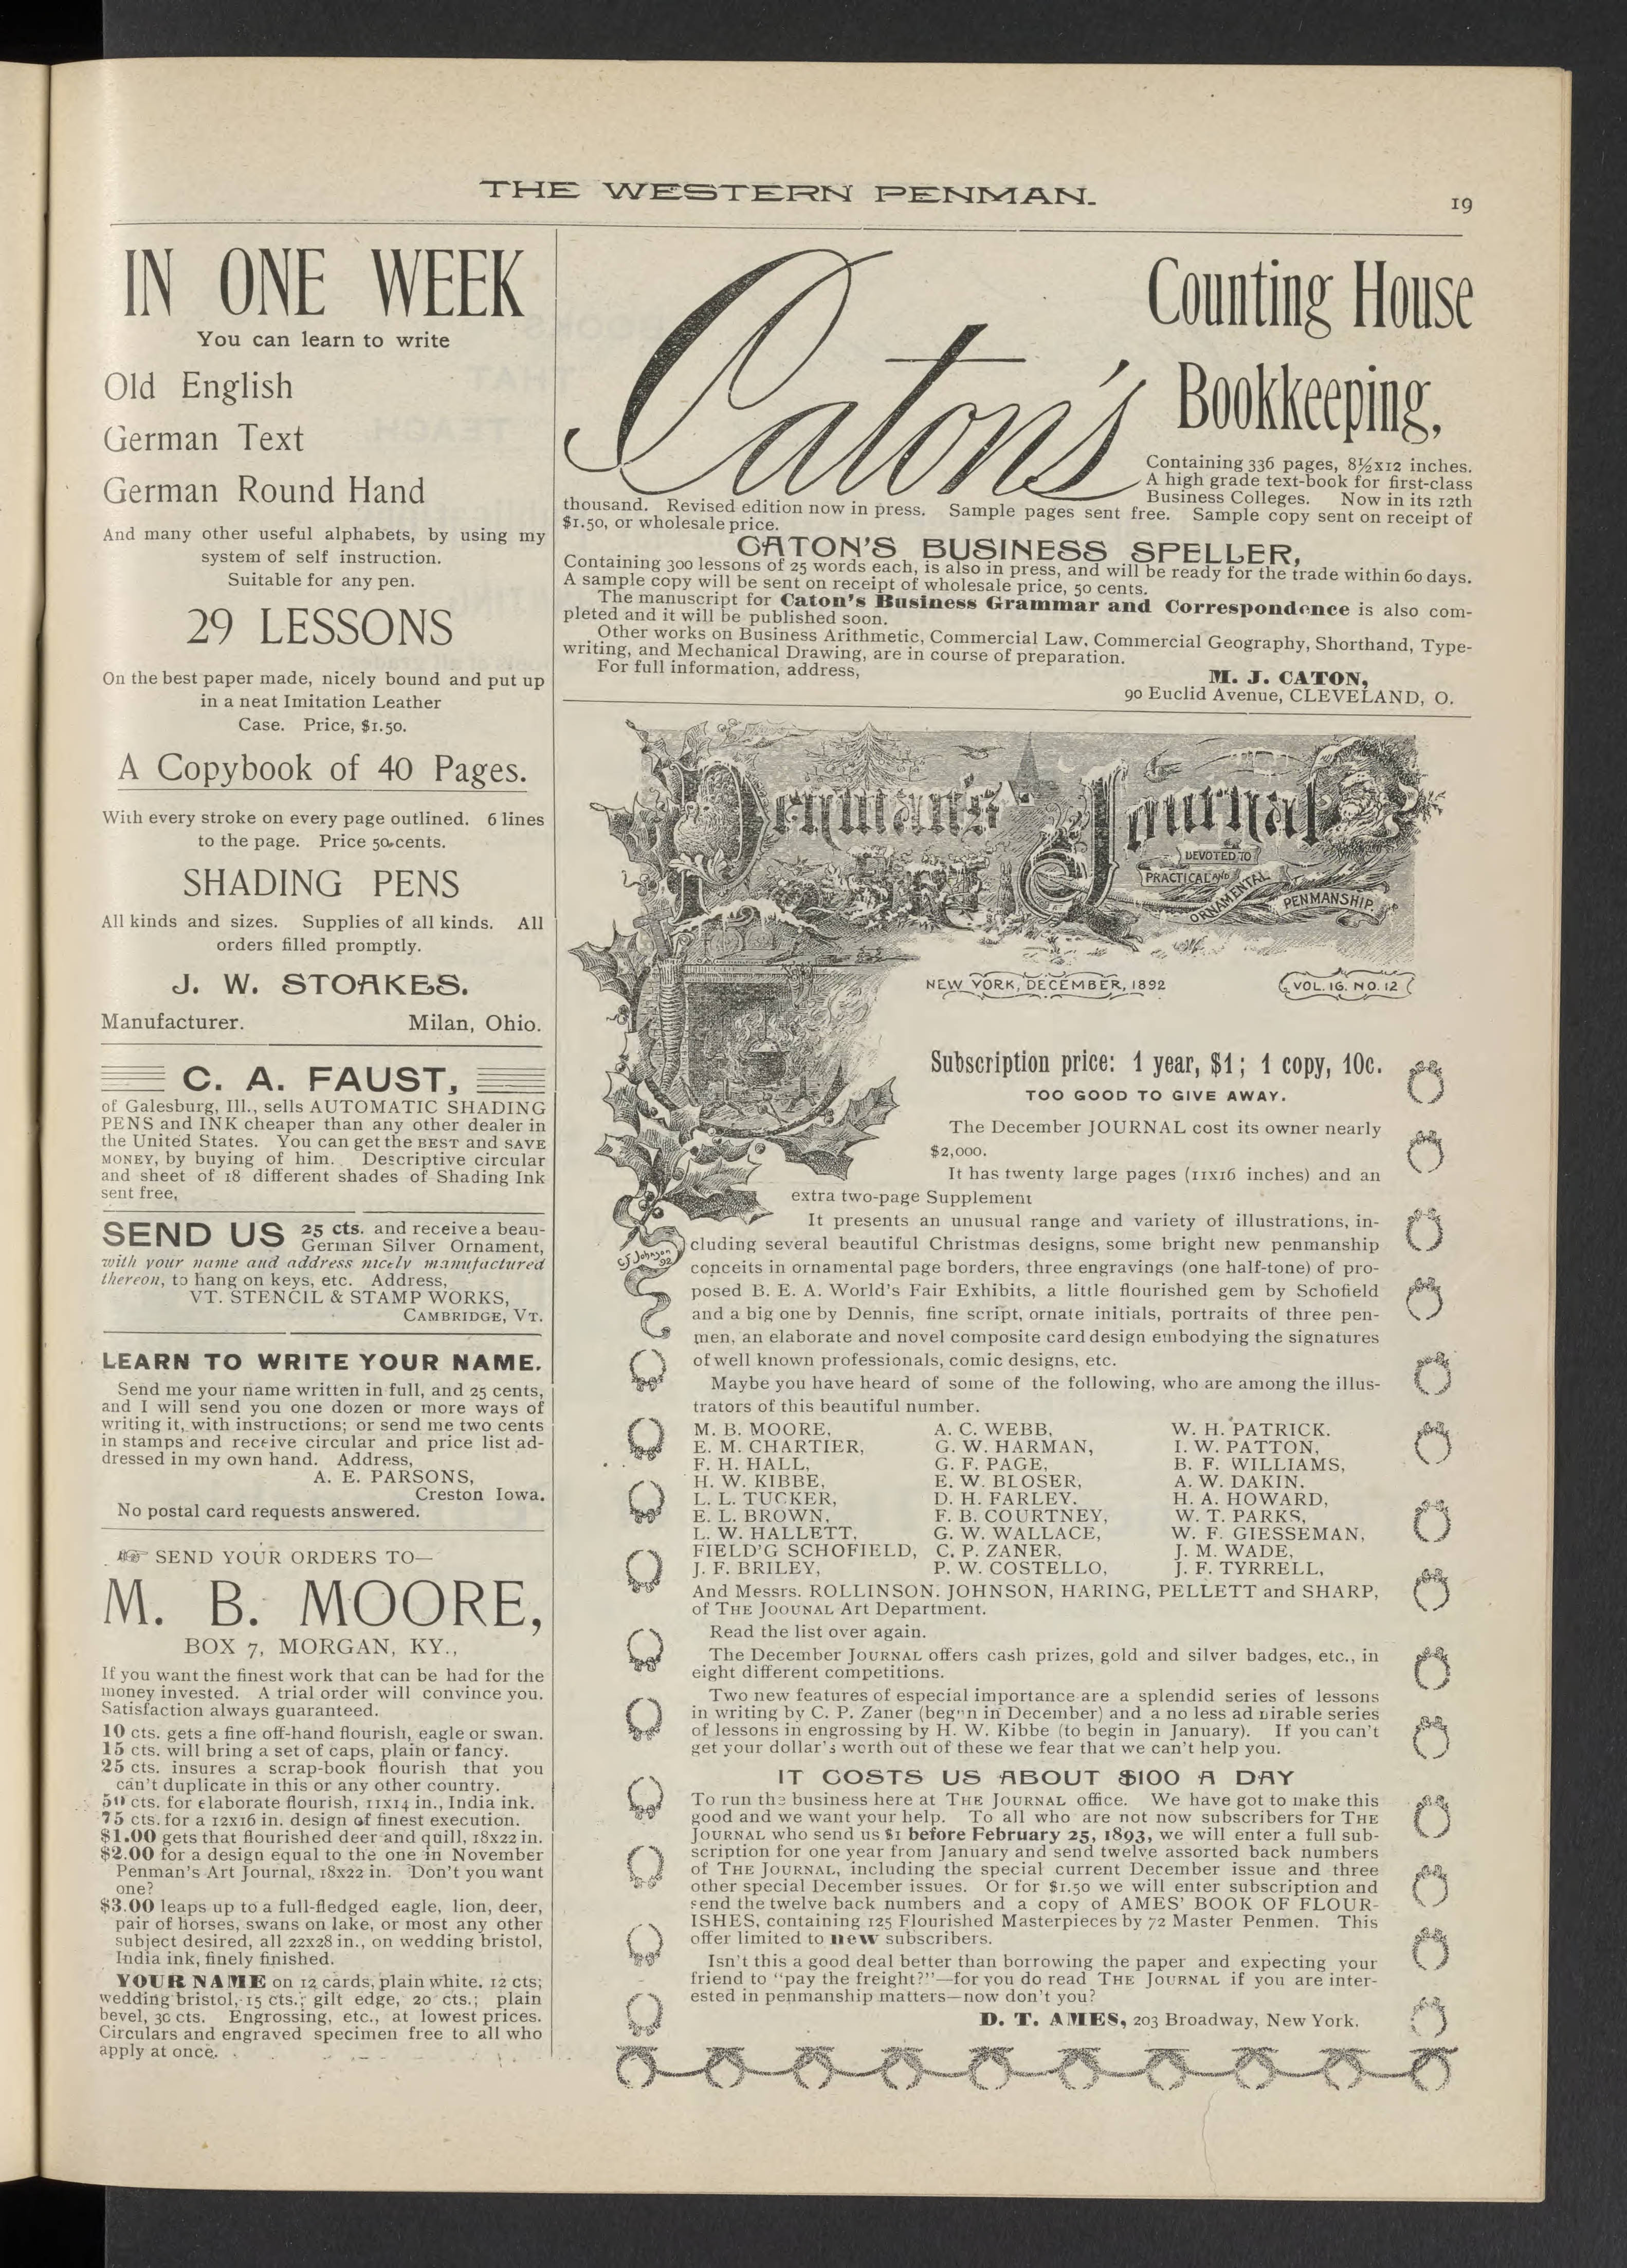 THE WESTERN PENMAN.
19
IN ONE WEEK
You can learn to write
Old English
German Text
German Round Hand
And many other useful alphabets, by using my
system of self instruction.
Suitable for any pen.
29 LESSONS
On the best paper made, nicely bound and put up
in a neat Imitation Leather
Case. Price, $1.50.
A Copybook of 40 Pages.
With every stroke on every page outlined. 6 lines
to the page. Price 50 cents.
SHADING PENS
All kinds and sizes. Supplies of all kinds. All
orders filled promptly.
J. W. STOAKES.
Manufacturer. Milan, Ohio.
C. A. FAUST,
of Galesburg, Ill., sells AUTOMATIC SHADING
PENS and INK cheaper than any other dealer in
the United States. You can get the BEST and SAVE
MONEY, by buying of him. Descriptive circular
and sheet of 18 different shades of Shading Ink
sent free,
SEND US 25 cts. and receive a beau-
German Silver Ornament,
with your name and address nicely manufactured
thereon, to hang on keys, etc. Address,
VT. STENCIL & STAMP WORKS,
CAMBRIDGE, VT.
LEARN TO WRITE YOUR NAME.
Send me your name written in full, and 25 cents,
and I will send you one dozen or more ways of
writing it, with instructions; or send me two cents
in stamps and receive circular and price list ad-
dressed in my own hand. Address,
A. E. PARSONS,
Creston Iowa.
No postal card requests answered.
SEND YOUR ORDERS TO—
M. B. MOORE,
BOX 7, MORGAN, KY.,
If you want the finest work that can be had for the
money invested. A trial order will convince you.
Satisfaction always guaranteed.
10 cts. gets a fine off-hand flourish, eagle or swan.
15 cts. will bring a set of caps, plain or fancy.
25 cts. insures a scrap-book flourish that you
can't duplicate in this or any other country.
50 cts. for elaborate flourish, 11x14 in., India ink.
75 cts. for a 12x16 in. design of finest execution.
$1.00 gets that flourished deer and quill, 18x22 in.
$2.00 for a design equal to the one in November
Penman's Art Journal, 18x22 in. Don't you want
one?
$3.00 leaps up to a full-fledged eagle, lion, deer,
pair of horses, swans on lake, or most any other
subject desired, all 22x28 in., on wedding bristol,
India ink, finely finished.
YOUR NAME on 12 cards, plain white, 12 cts;
wedding bristol, 15 cts.; gilt edge, 20 cts.; plain
bevel, 30 cts. Engrossing, etc., at lowest prices.
Circulars and engraved specimen free to all who
apply at once.
Caton's
Counting House
Bookkeeping,
Containing 336 pages, 8½x12 inches.
A high grade text-book for first-class
Business Colleges. Now in its 12th
thousand. Revised edition now in press. Sample pages sent free. Sample copy sent on receipt of
$1.50, or wholesale price.
CATON'S BUSINESS SPELLER,
Containing 300 lessons of 25 words each, is also in press, and will be ready for the trade within 60 days.
A sample copy will be sent on receipt of wholesale price, 50 cents.
The manuscript for Caton's Business Grammar and Correspondence is also com-
pleted and it will be published soon.
Other works on Business Arithmetic, Commercial Law, Commercial Geography, Shorthand, Type-
writing, and Mechanical Drawing, are in course of preparation.
For full information, address,
M. J. CATON,
90 Euclid Avenue, CLEVELAND, O.
Penman's Art Journal
DEVOTED TO
PRACTICAL AND
ORNAMENTAL
PENMANSHIP.
NEW YORK, DECEMBER, 1892
VOL. 16. NO. 12
Subscription price: 1 year, $1; 1 copy, 10c.
TOO GOOD TO GIVE AWAY.
The December JOURNAL cost its owner nearly
$2,000.
It has twenty large pages (11x16 inches) and an
extra two-page Supplement
It presents an unusual range and variety of illustrations, in-
cluding several beautiful Christmas designs, some bright new penmanship
conceits in ornamental page borders, three engravings (one half-tone) of pro-
posed B. E. A. World's Fair Exhibits, a little flourished gem by Schofield
and a big one by Dennis, fine script, ornate initials, portraits of three pen-
men, an elaborate and novel composite card design embodying the signatures
of well known professionals, comic designs, etc.
Johnson
92
Maybe you have heard of some of the following, who are among the illus-
trators of this beautiful number.
M. B. MOORE, A. C. WEBB, W. H. PATRICK.
E. M. CHARTIER, G. W. HARMAN, I. W. PATTON,
F. H. HALL, G. F. PAGE, B. F. WILLIAMS,
H. W. KIBBE, E. W. BLOSER, A. W. DAKIN,
L. L. TUCKER, D. H. FARLEY, H. A. HOWARD,
E. L. BROWN, F. B. COURTNEY, W. T. PARKS,
L. W. HALLETT, G. W. WALLACE, W. F. GIESSEMAN,
FIELD'G SCHOFIELD, C. P. ZANER, J. M. WADE,
J. F. BRILEY, P. W. COSTELLO, J. F. TYRRELL,
And Messrs. ROLLINSON, JOHNSON, HARING, PELLETT and SHARP,
of THE JOOUNAL Art Department.
Read the list over again.
The December JOURNAL offers cash prizes, gold and silver badges, etc., in
eight different competitions.
Two new features of especial importance are a splendid series of lessons
in writing by C. P. Zaner (begun in December) and a no less admirable series
of lessons in engrossing by H. W. Kibbe (to begin in January). If you can't
get your dollar's worth out of these we fear that we can't help you.
IT COSTS US ABOUT $100 A DAY
To run the business here at THE JOURNAL office. We have got to make this
good and we want your help. To all who are not now subscribers for THE
JOURNAL who send us $1 before February 25, 1893, we will enter a full sub-
scription for one year from January and send twelve assorted back numbers
of THE JOURNAL, including the special current December issue and three
other special December issues. Or for $1.50 we will enter subscription and
send the twelve back numbers and a copy of AMES' BOOK OF FLOUR-
ISHES, containing 125 Flourished Masterpieces by 72 Master Penmen. This
offer limited to new subscribers.
Isn't this a good deal better than borrowing the paper and expecting your
friend to "pay the freight?"—for you do read THE JOURNAL if you are inter-
ested in penmanship matters—now don't you?
D. T. AMES, 203 Broadway, New York.